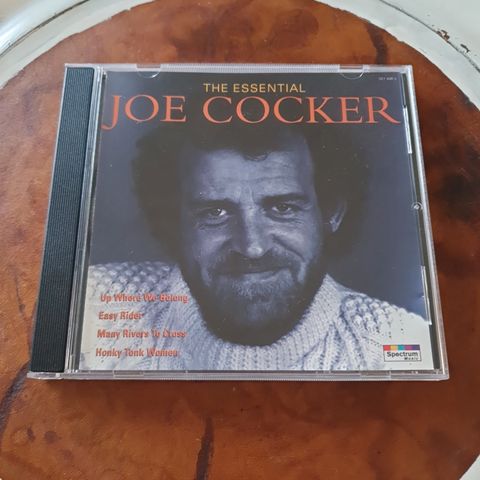 THE ESSENTIAL
JOE COCKER
Up Where We Belong
Easy Rider
Many Rivers To Cross
Honky Tonk Women
Spectrum
Music